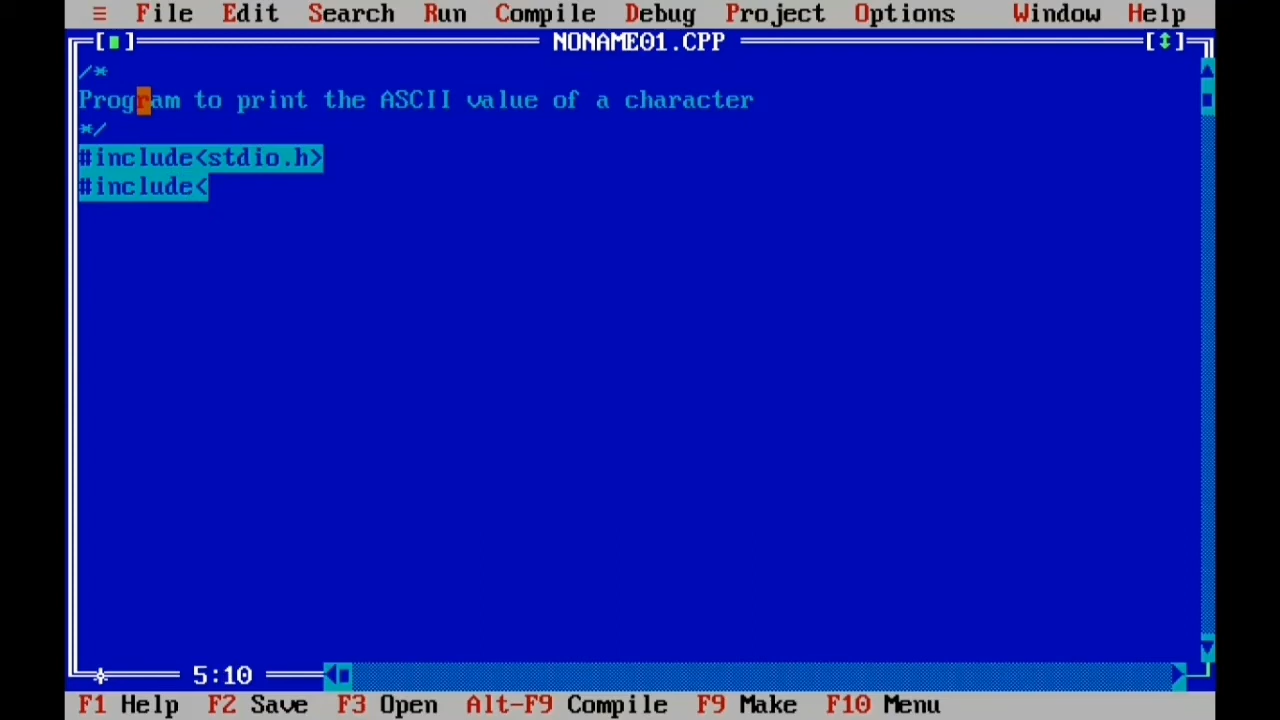 ≡ File Edit Search Run Compile Debug Project Options Window Help
[■] NONAME01.CPP [↕]
/*
Program to print the ASCII value of a character
*/
#include<stdio.h>
#include<
5:10
F1 Help F2 Save F3 Open Alt-F9 Compile F9 Make F10 Menu